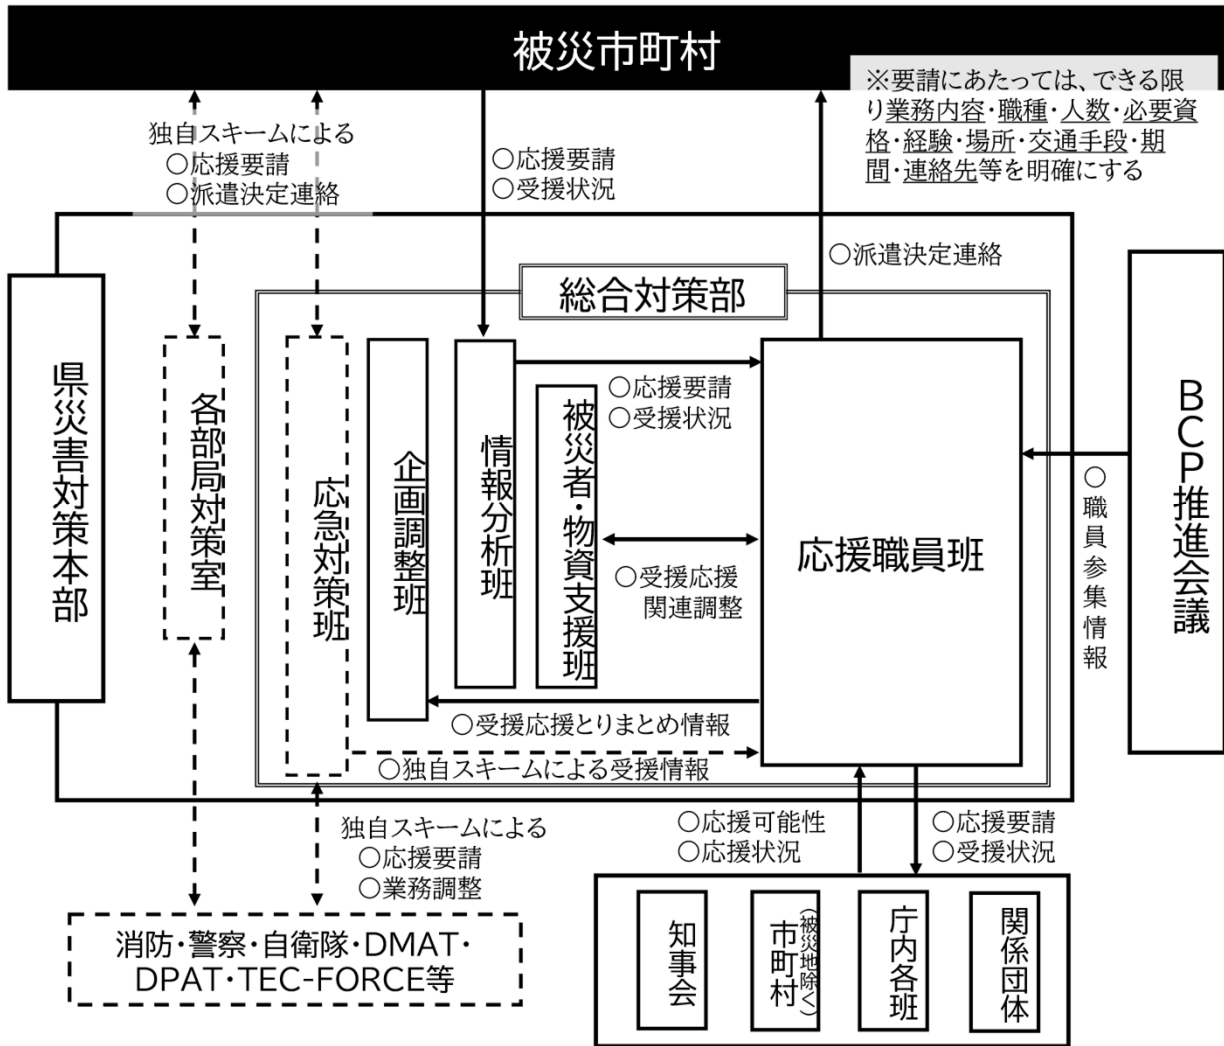 被災市町村
※要請にあたっては、できる限
り業務内容・職種・人数・必要資
格・経験・場所・交通手段・期
間・連絡先等を明確にする
独自スキームによる
○応援要請
○派遣決定連絡
○応援要請
○受援状況
○派遣決定連絡
総合対策部
県災害対策本部
各部局対策室
応急対策班
企画調整班
情報分析班
被災者・物資支援班
○応援要請
○受援状況
○受援応援
関連調整
応援職員班
○職員参集情報
BCP推進会議
○受援応援とりまとめ情報
○独自スキームによる受援情報
独自スキームによる
○応援要請
○業務調整
○応援可能性
○応援状況
○応援要請
○受援状況
消防・警察・自衛隊・DMAT・
DPAT・TEC-FORCE等
知事会
市町村
(被災地除く)
庁内各班
関係団体